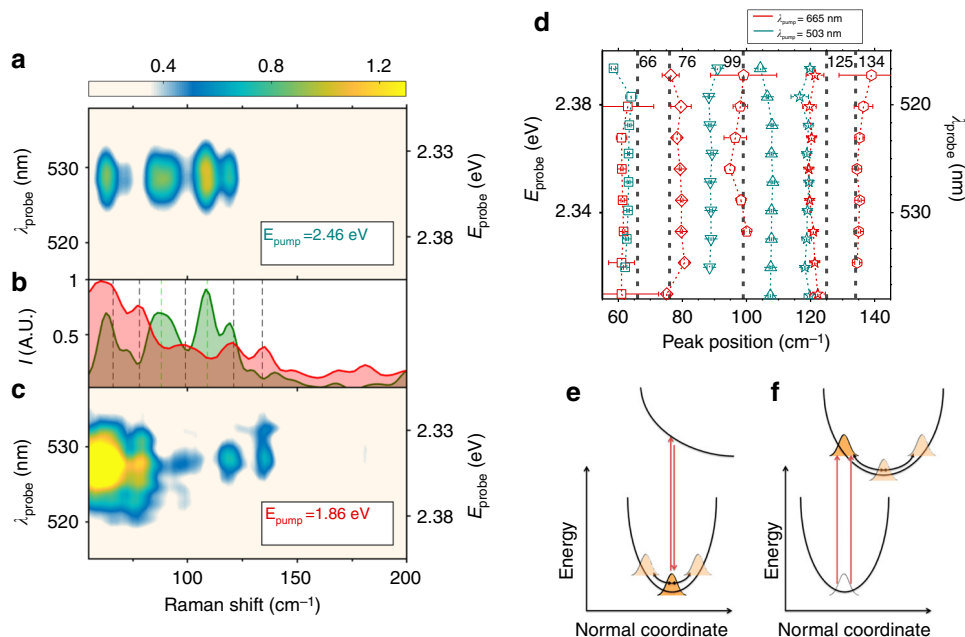 a
0.4 0.8 1.2
λprobe (nm)
530
520
2.33
2.38
Eprobe (eV)
Epump =2.46 eV
b
I (A.U.)
1
0.5
c
λprobe (nm)
530
520
2.33
2.38
Eprobe (eV)
Epump =1.86 eV
100 150 200
Raman shift (cm–1)
d
λpump = 665 nm
λpump = 503 nm
66 76 99 125 134
Eprobe (eV)
2.38
2.34
520
530
λprobe (nm)
60 80 100 120 140
Peak position (cm–1)
e
Energy
Normal coordinate
f
Energy
Normal coordinate